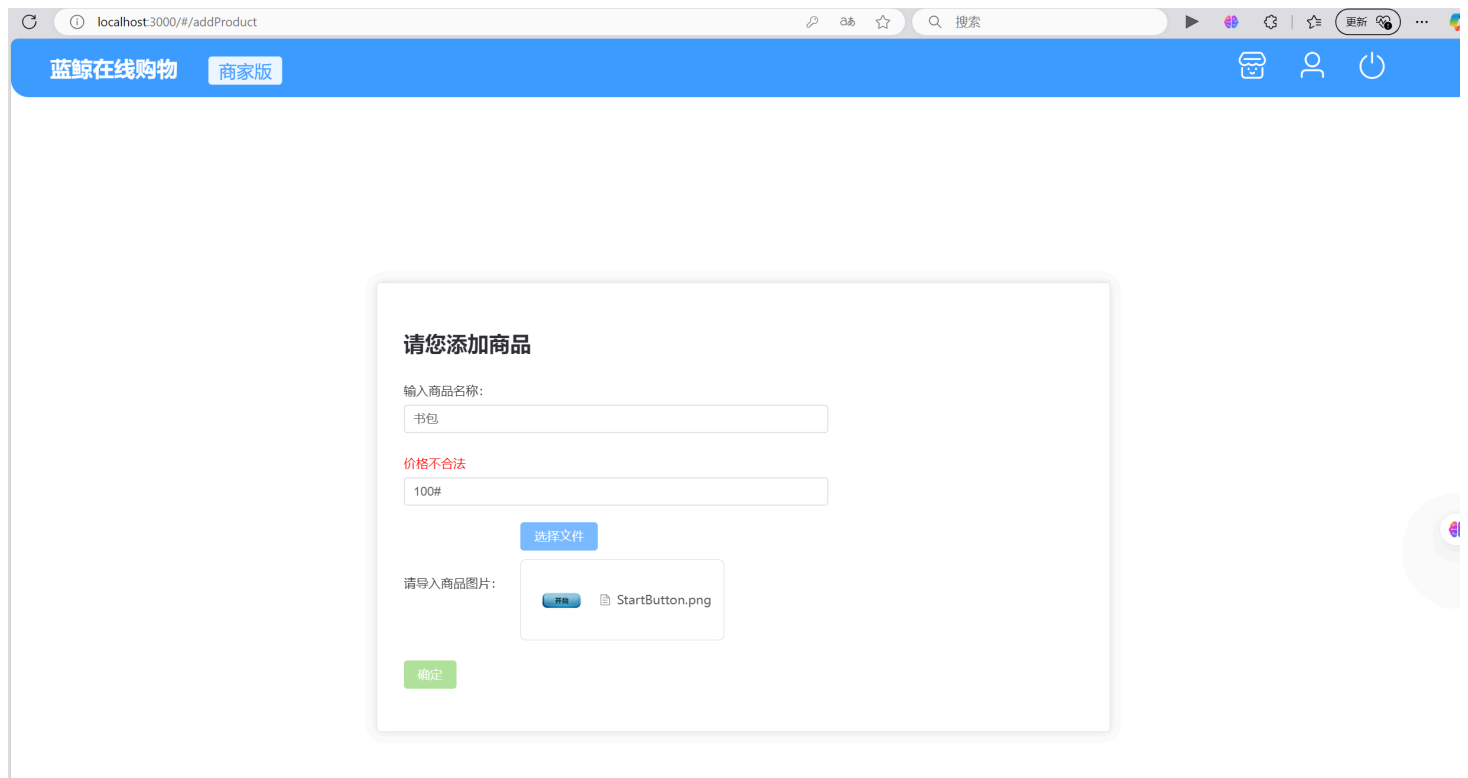 localhost:3000/#/addProduct
搜索
更新
蓝鲸在线购物
商家版
请您添加商品
输入商品名称:
书包
价格不合法
100#
选择文件
请导入商品图片:
开始
StartButton.png
确定